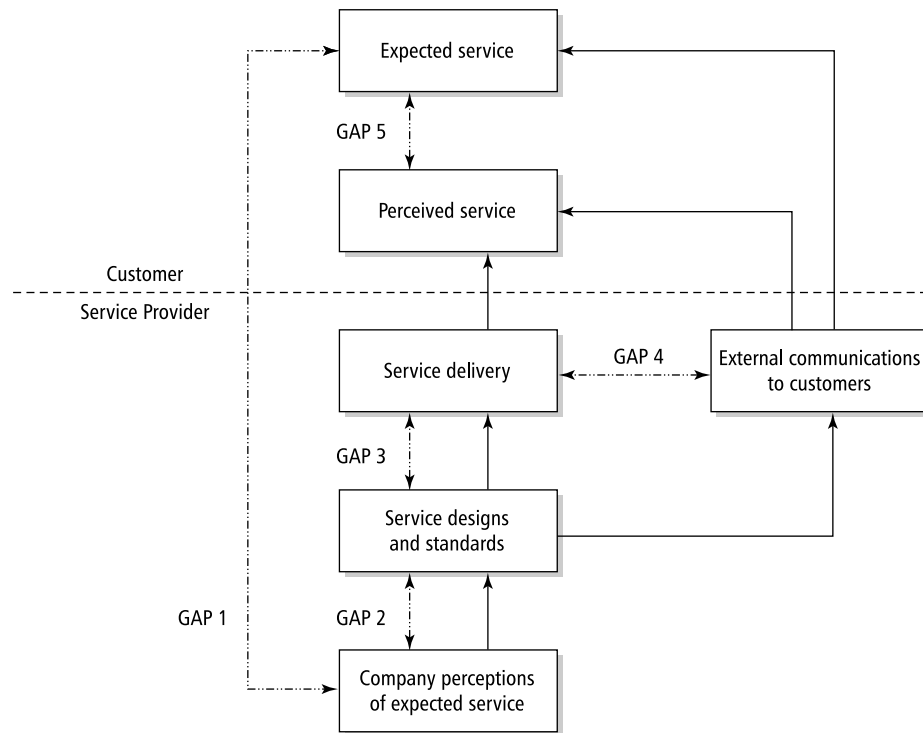 Expected service
GAP 5
Perceived service
Customer
Service Provider
Service delivery
GAP 4
External communications
to customers
GAP 3
Service designs
and standards
GAP 1
GAP 2
Company perceptions
of expected service